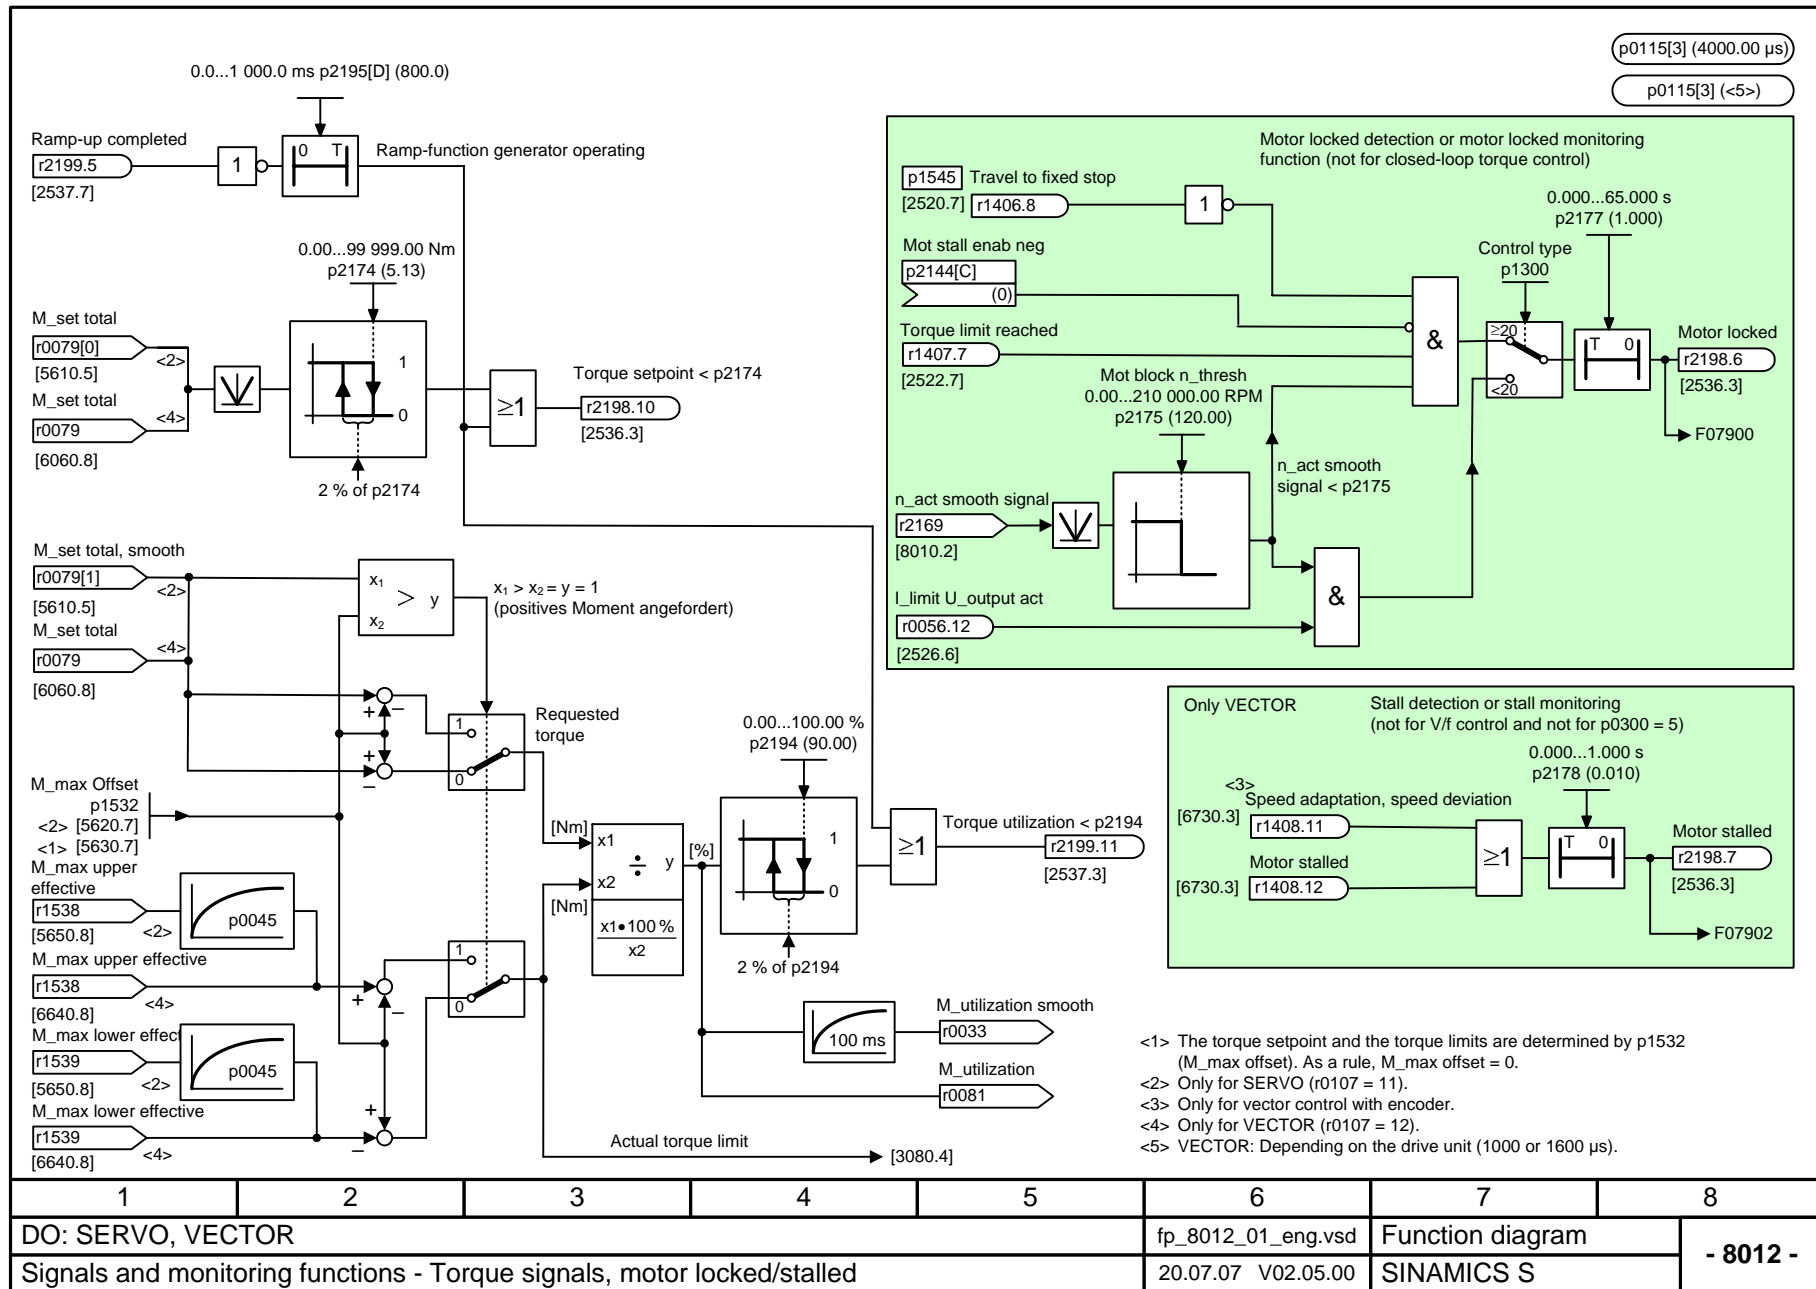 p0115[3] (4000.00 µs)
p0115[3] (<5>)
0.0...1 000.0 ms p2195[D] (800.0)
Ramp-up completed
r2199.5
[2537.7]
1
0 T
Ramp-function generator operating
0.00...99 999.00 Nm
p2174 (5.13)
M_set total
r0079[0]
<2>
[5610.5]
M_set total
r0079
<4>
[6060.8]
1
0
2 % of p2174
≥1
Torque setpoint < p2174
r2198.10
[2536.3]
Motor locked detection or motor locked monitoring
function (not for closed-loop torque control)
p1545 Travel to fixed stop
[2520.7] r1406.8
1
Mot stall enab neg
p2144[C]
(0)
Torque limit reached
r1407.7
[2522.7]
Mot block n_thresh
0.00...210 000.00 RPM
p2175 (120.00)
n_act smooth
signal < p2175
n_act smooth signal
r2169
[8010.2]
I_limit U_output act
r0056.12
[2526.6]
&
&
Control type
p1300
≥20
<20
0.000...65.000 s
p2177 (1.000)
T 0
Motor locked
r2198.6
[2536.3]
F07900
M_set total, smooth
r0079[1]
<2>
[5610.5]
M_set total
r0079
<4>
[6060.8]
x1
> y
x2
x1 > x2 = y = 1
(positives Moment angefordert)
+ −
+
−
1
0
Requested
torque
M_max Offset
p1532
<2> [5620.7]
<1> [5630.7]
M_max upper
effective
r1538
[5650.8]
<2>
p0045
M_max upper effective
r1538
[6640.8]
<4>
M_max lower effect
r1539
[5650.8]
<2>
p0045
M_max lower effective
r1539
[6640.8]
<4>
+
−
+
−
1
0
[Nm]
[Nm]
x1
÷ y
x2
x1•100 %
x2
[%]
0.00...100.00 %
p2194 (90.00)
1
0
2 % of p2194
≥1
Torque utilization < p2194
r2199.11
[2537.3]
100 ms
M_utilization smooth
r0033
M_utilization
r0081
Actual torque limit
[3080.4]
Only VECTOR
Stall detection or stall monitoring
(not for V/f control and not for p0300 = 5)
0.000...1.000 s
p2178 (0.010)
<3>
Speed adaptation, speed deviation
[6730.3] r1408.11
Motor stalled
[6730.3] r1408.12
≥1
T 0
Motor stalled
r2198.7
[2536.3]
F07902
<1> The torque setpoint and the torque limits are determined by p1532
(M_max offset). As a rule, M_max offset = 0.
<2> Only for SERVO (r0107 = 11).
<3> Only for vector control with encoder.
<4> Only for VECTOR (r0107 = 12).
<5> VECTOR: Depending on the drive unit (1000 or 1600 µs).
1 2 3 4 5 6 7 8
DO: SERVO, VECTOR
fp_8012_01_eng.vsd
Function diagram
- 8012 -
Signals and monitoring functions - Torque signals, motor locked/stalled
20.07.07 V02.05.00
SINAMICS S